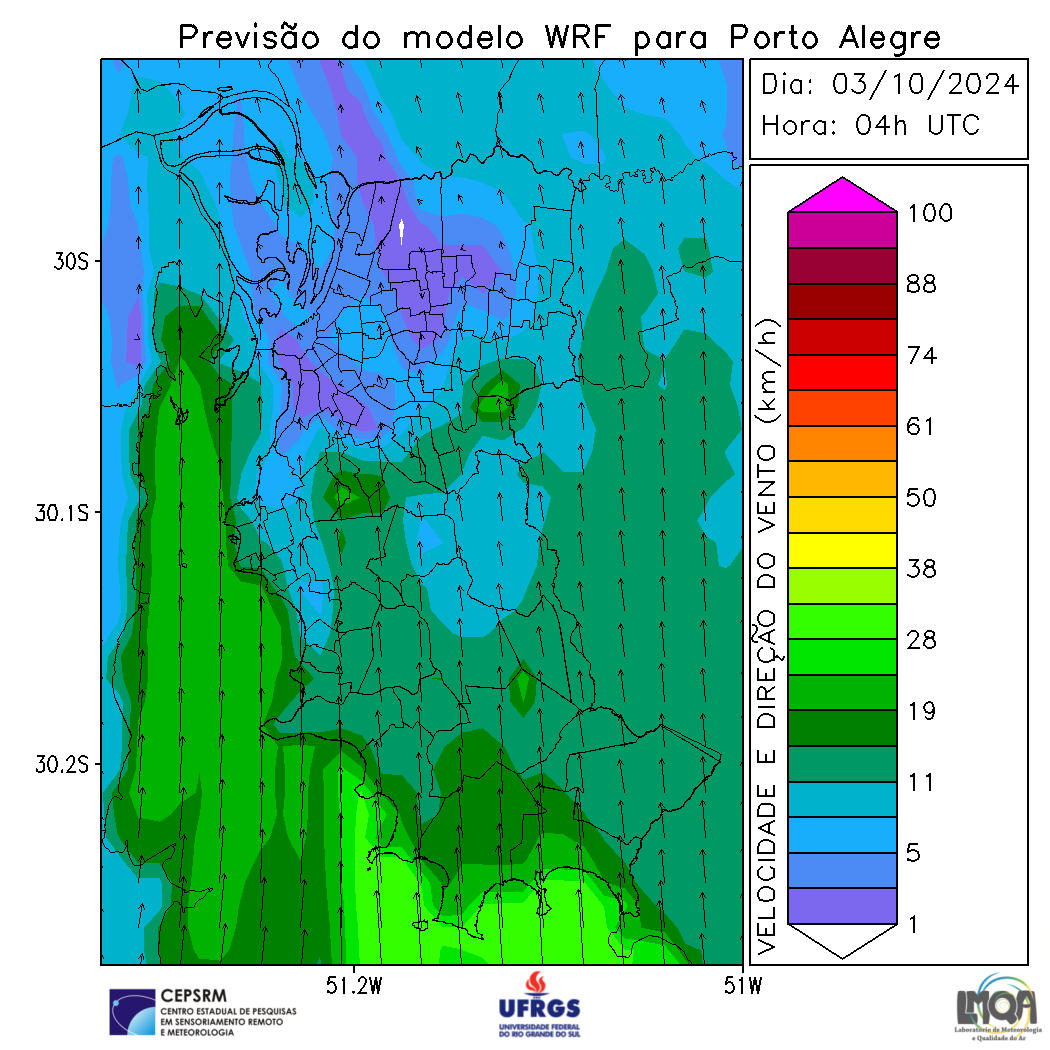 Previsão do modelo WRF para Porto Alegre
Dia: 03/10/2024
Hora: 04h UTC
30S
30.1S
30.2S
51.2W
51W
VELOCIDADE E DIREÇÃO DO VENTO (km/h)
100
88
74
61
50
38
28
19
11
5
1
CEPSRM
CENTRO ESTADUAL DE PESQUISAS
EM SENSORIAMENTO REMOTO
E METEOROLOGIA
UFRGS
UNIVERSIDADE FEDERAL
DO RIO GRANDE DO SUL
LMQA
Laboratório de Meteorologia
e Qualidade do Ar